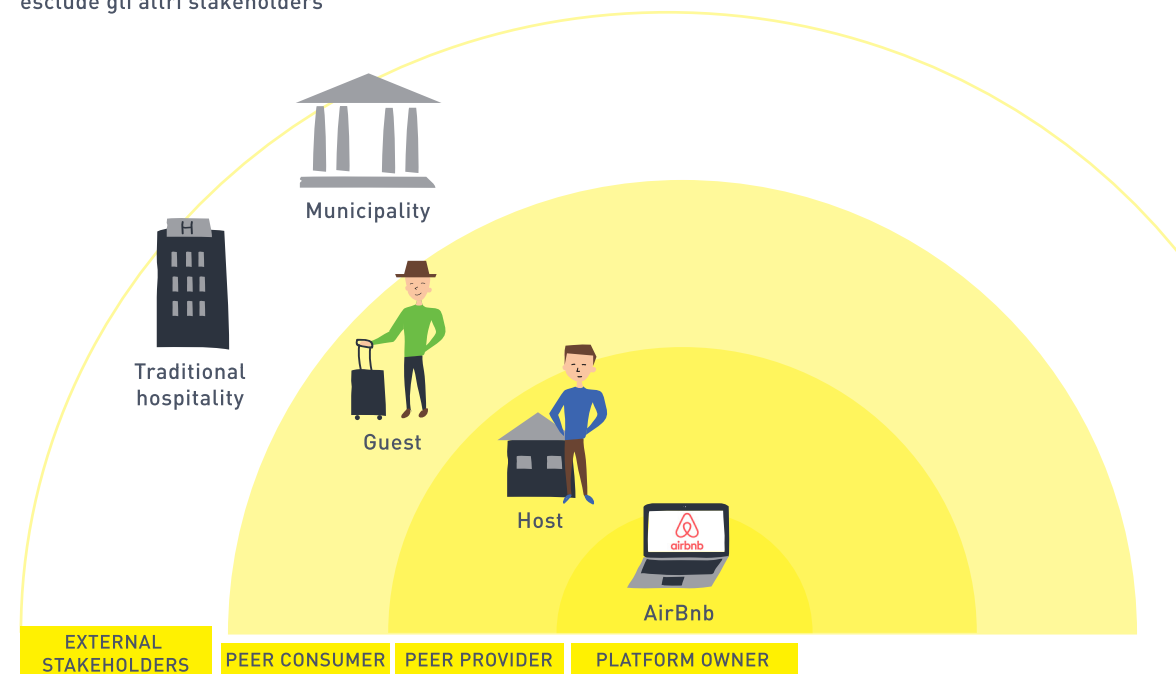 esclude gli altri stakeholders
Municipality
H
Traditional
hospitality
Guest
Host
airbnb
AirBnb
EXTERNAL
STAKEHOLDERS
PEER CONSUMER
PEER PROVIDER
PLATFORM OWNER